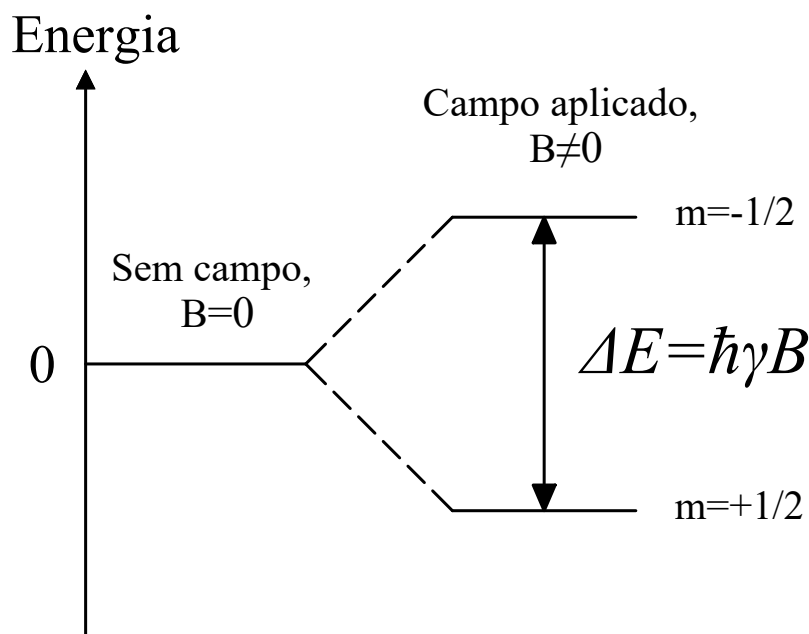 Energia
Campo aplicado,
B≠0
m=-1/2
Sem campo,
B=0
0
ΔE=ħγB
m=+1/2